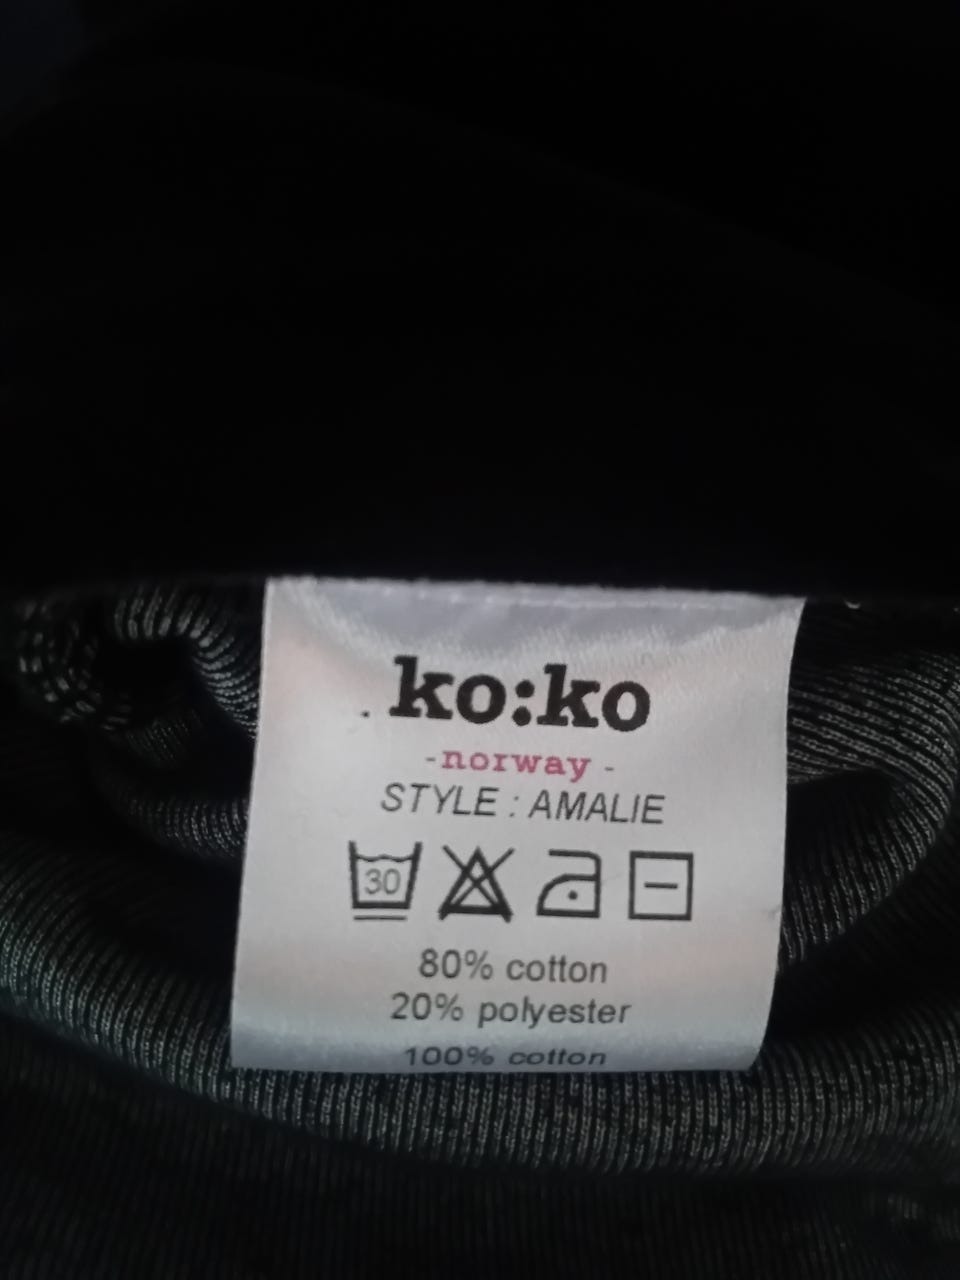 ko:ko
-norway -
STYLE : AMALIE
30
80% cotton
20% polyester
100% cotton